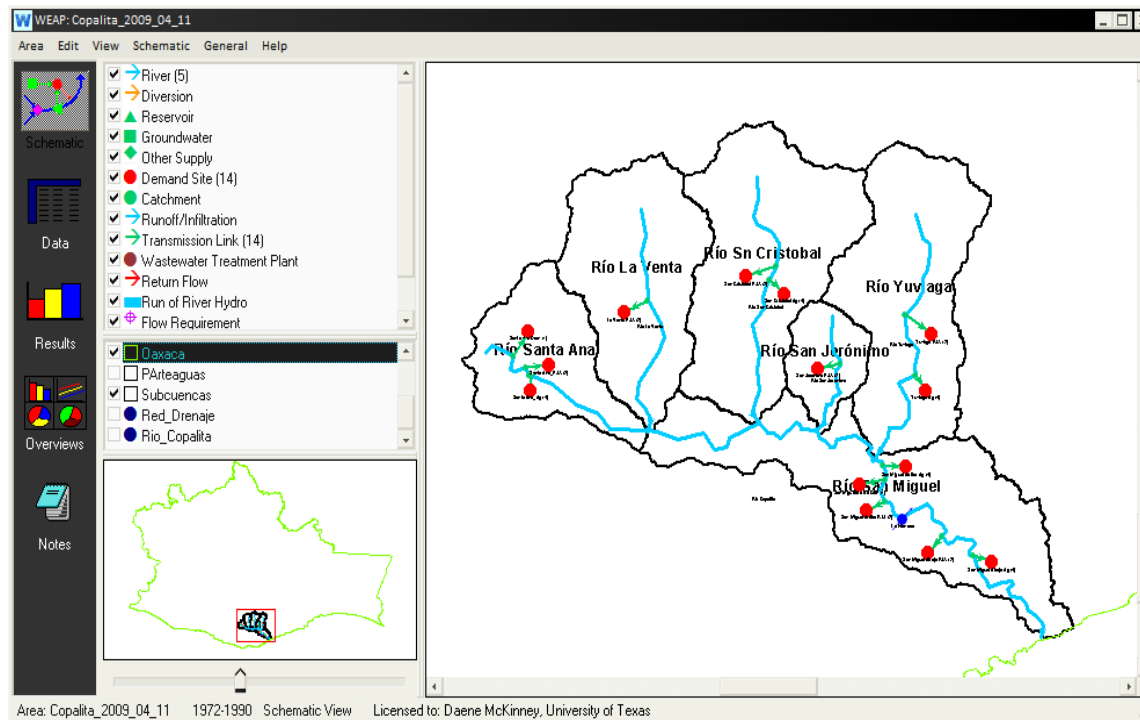 WEAP: Copalita_2009_04_11
Area Edit View Schematic General Help
Schematic
Data
Results
Overviews
Notes
River (5)
Diversion
Reservoir
Groundwater
Other Supply
Demand Site (14)
Catchment
Runoff/Infiltration
Transmission Link (14)
Wastewater Treatment Plant
Return Flow
Run of River Hydro
Flow Requirement
Oaxaca
PArteaguas
Subcuencas
Red_Drenaje
Rio_Copalita
Río Sn Cristobal
Río La Venta
Río Yuviaga
Río Santa Ana
Río San Jerónimo
Río San Miguel
Area: Copalita_2009_04_11 1972-1990 Schematic View Licensed to: Daene McKinney, University of Texas